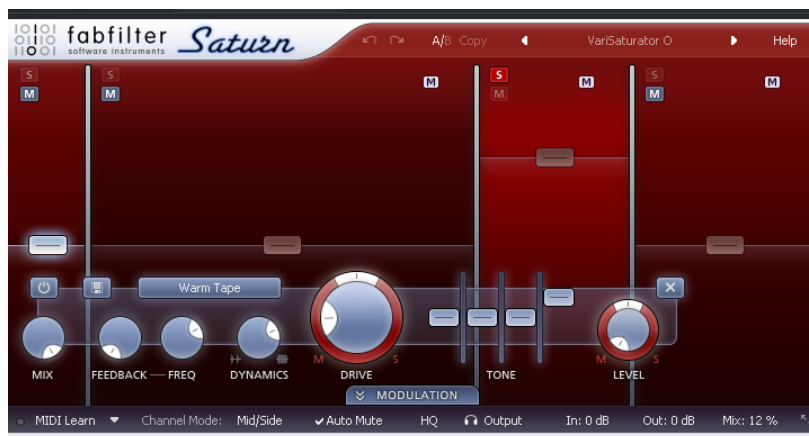 fabfilter
software instruments
Saturn
A/B Copy
VariSaturator O
Help
S
S
S
S
M
M
M
M
M
M
M
Warm Tape
M S
M S
MIX
FEEDBACK
FREQ
DYNAMICS
DRIVE
TONE
LEVEL
MODULATION
MIDI Learn
Channel Mode: Mid/Side
Auto Mute
HQ
Output
In: 0 dB
Out: 0 dB
Mix: 12 %